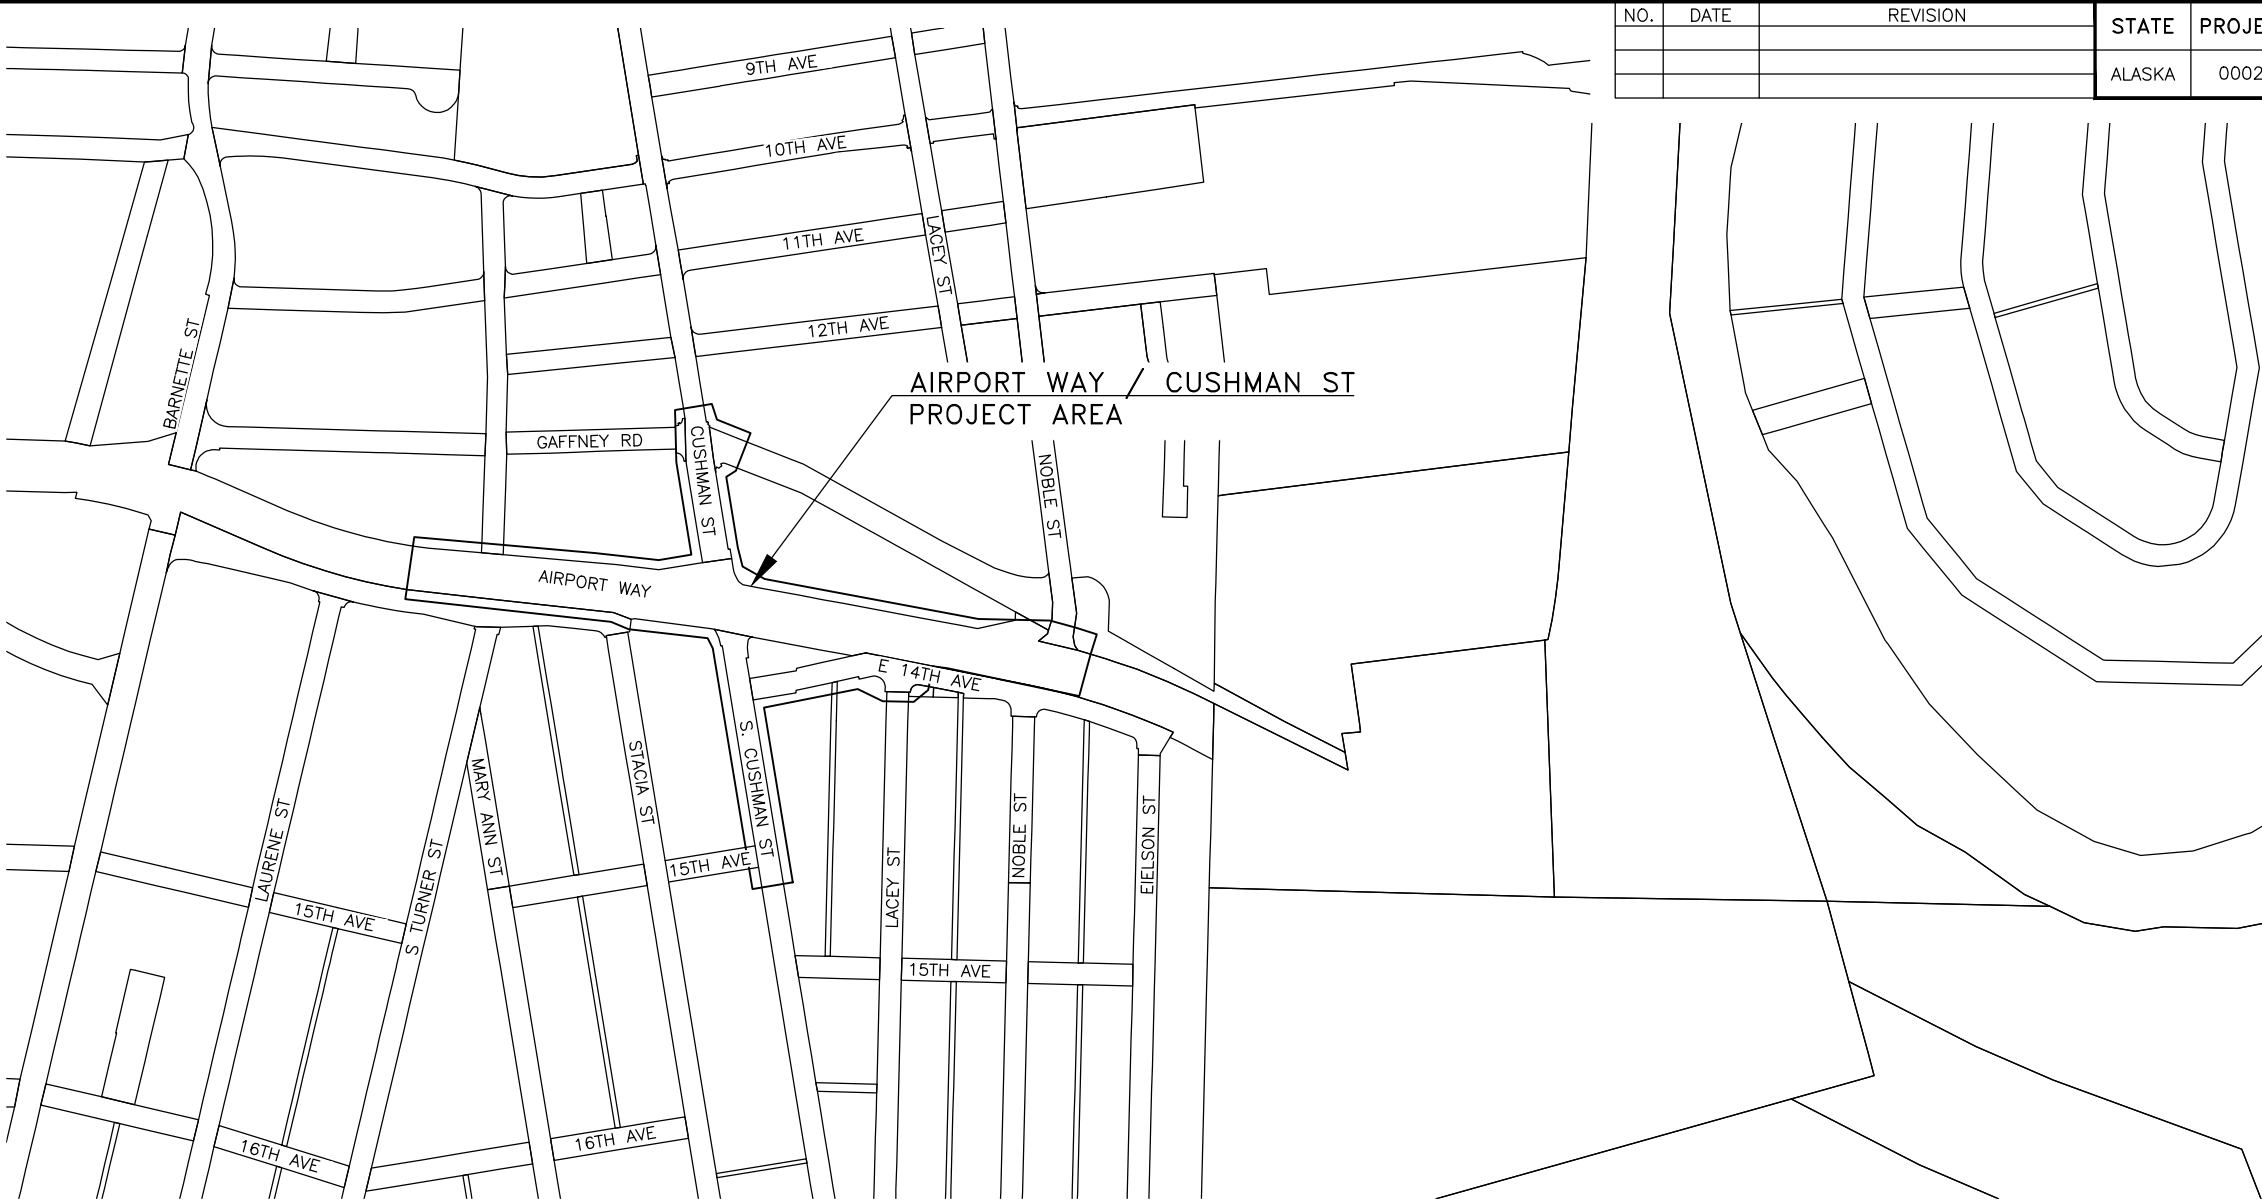 NO. DATE REVISION
STATE PROJE
ALASKA 0002
9TH AVE
10TH AVE
11TH AVE
LACEY ST
12TH AVE
BARNETTE ST
AIRPORT WAY / CUSHMAN ST
PROJECT AREA
GAFFNEY RD
CUSHMAN ST
NOBLE ST
AIRPORT WAY
E 14TH AVE
S. CUSHMAN ST
STACIA ST
MARY ANN ST
LAURENE ST
S TURNER ST
NOBLE ST
EIELSON ST
LACEY ST
15TH AVE
15TH AVE
15TH AVE
16TH AVE
16TH AVE